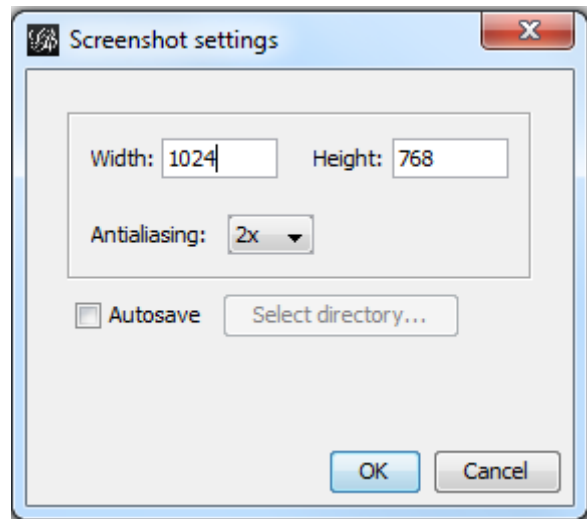 Screenshot settings
Width: 1024 Height: 768
Antialiasing: 2x
Autosave Select directory...
OK Cancel